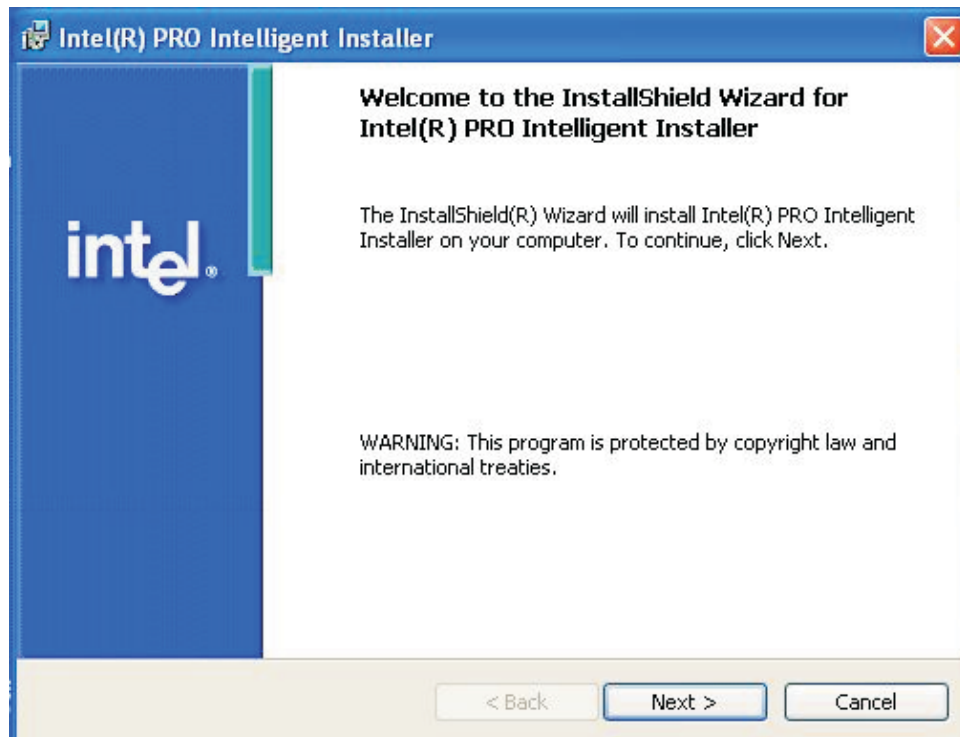 Intel(R) PRO Intelligent Installer
Welcome to the InstallShield Wizard for
Intel(R) PRO Intelligent Installer
The InstallShield(R) Wizard will install Intel(R) PRO Intelligent
Installer on your computer. To continue, click Next.
intel®
WARNING: This program is protected by copyright law and
international treaties.
< Back
Next >
Cancel